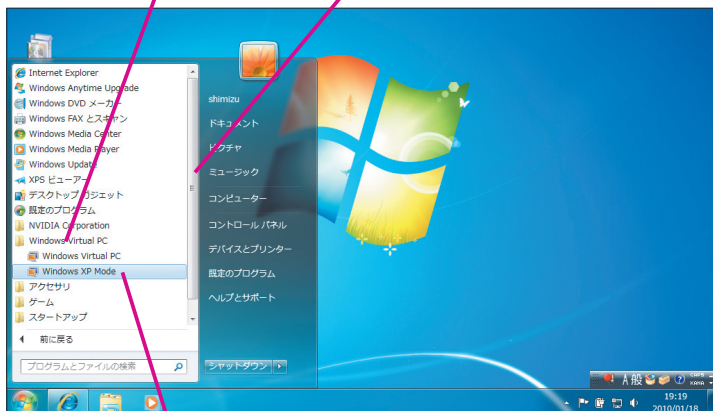 Internet Explorer
Windows Anytime Upgrade
Windows DVD メーカー
Windows FAX とスキャン
Windows Media Center
Windows Media Player
Windows Update
XPS ビューアー
デスクトップ ガジェット
既定のプログラム
NVIDIA Corporation
Windows Virtual PC
Windows Virtual PC
Windows XP Mode
アクセサリ
ゲーム
スタートアップ
前に戻る
プログラムとファイルの検索
shimizu
ドキュメント
ピクチャ
ミュージック
コンピューター
コントロール パネル
デバイスとプリンター
既定のプログラム
ヘルプとサポート
シャットダウン
A 般
CAPS
KANA
19:19
2010/01/18